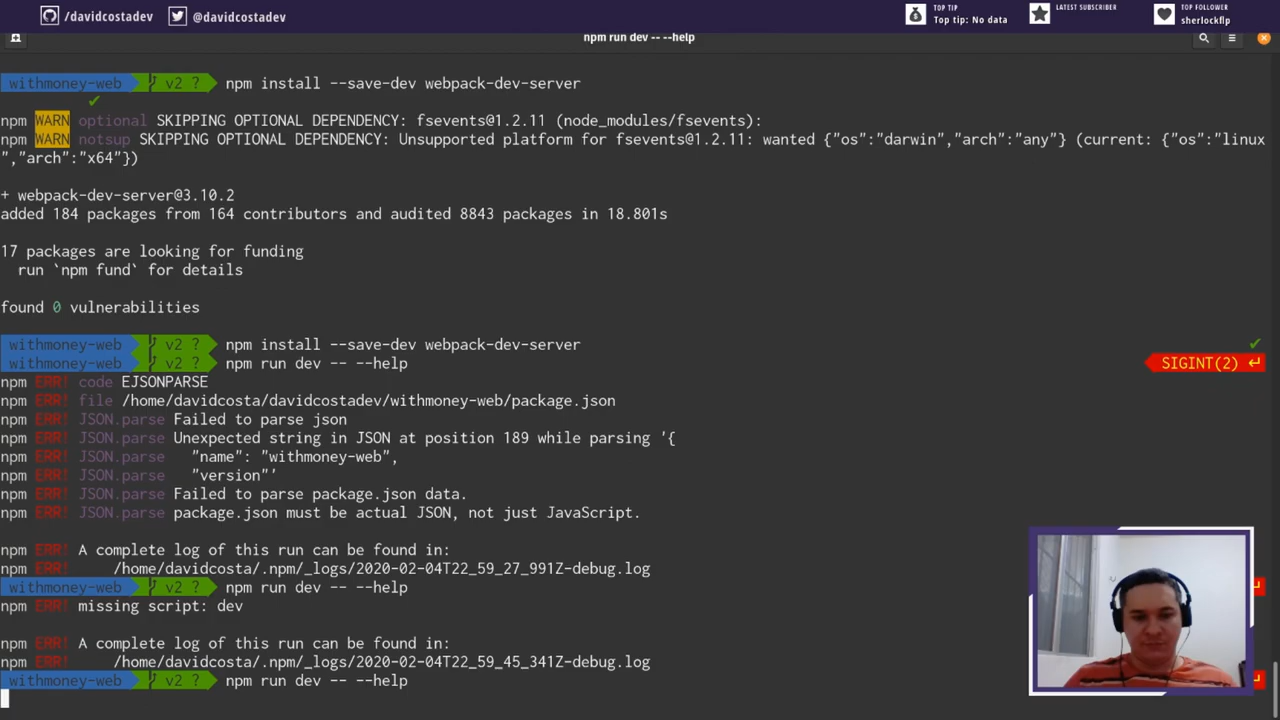 /davidcostadev @davidcostadev
TOP TIP
Top tip: No data
LATEST SUBSCRIBER
TOP FOLLOWER
sherlockflp
npm run dev -- --help
withmoney-web v2 ? npm install --save-dev webpack-dev-server
✔
npm WARN optional SKIPPING OPTIONAL DEPENDENCY: fsevents@1.2.11 (node_modules/fsevents):
npm WARN notsup SKIPPING OPTIONAL DEPENDENCY: Unsupported platform for fsevents@1.2.11: wanted {"os":"darwin","arch":"any"} (current: {"os":"linux
","arch":"x64"})
+ webpack-dev-server@3.10.2
added 184 packages from 164 contributors and audited 8843 packages in 18.801s
17 packages are looking for funding
run `npm fund` for details
found 0 vulnerabilities
withmoney-web v2 ? npm install --save-dev webpack-dev-server ✔
withmoney-web v2 ? npm run dev -- --help SIGINT(2) ↵
npm ERR! code EJSONPARSE
npm ERR! file /home/davidcosta/davidcostadev/withmoney-web/package.json
npm ERR! JSON.parse Failed to parse json
npm ERR! JSON.parse Unexpected string in JSON at position 189 while parsing '{
npm ERR! JSON.parse "name": "withmoney-web",
npm ERR! JSON.parse "version"'
npm ERR! JSON.parse Failed to parse package.json data.
npm ERR! JSON.parse package.json must be actual JSON, not just JavaScript.
npm ERR! A complete log of this run can be found in:
npm ERR! /home/davidcosta/.npm/_logs/2020-02-04T22_59_27_991Z-debug.log
withmoney-web v2 ? npm run dev -- --help ↵
npm ERR! missing script: dev
npm ERR! A complete log of this run can be found in:
npm ERR! /home/davidcosta/.npm/_logs/2020-02-04T22_59_45_341Z-debug.log
withmoney-web v2 ? npm run dev -- --help ↵